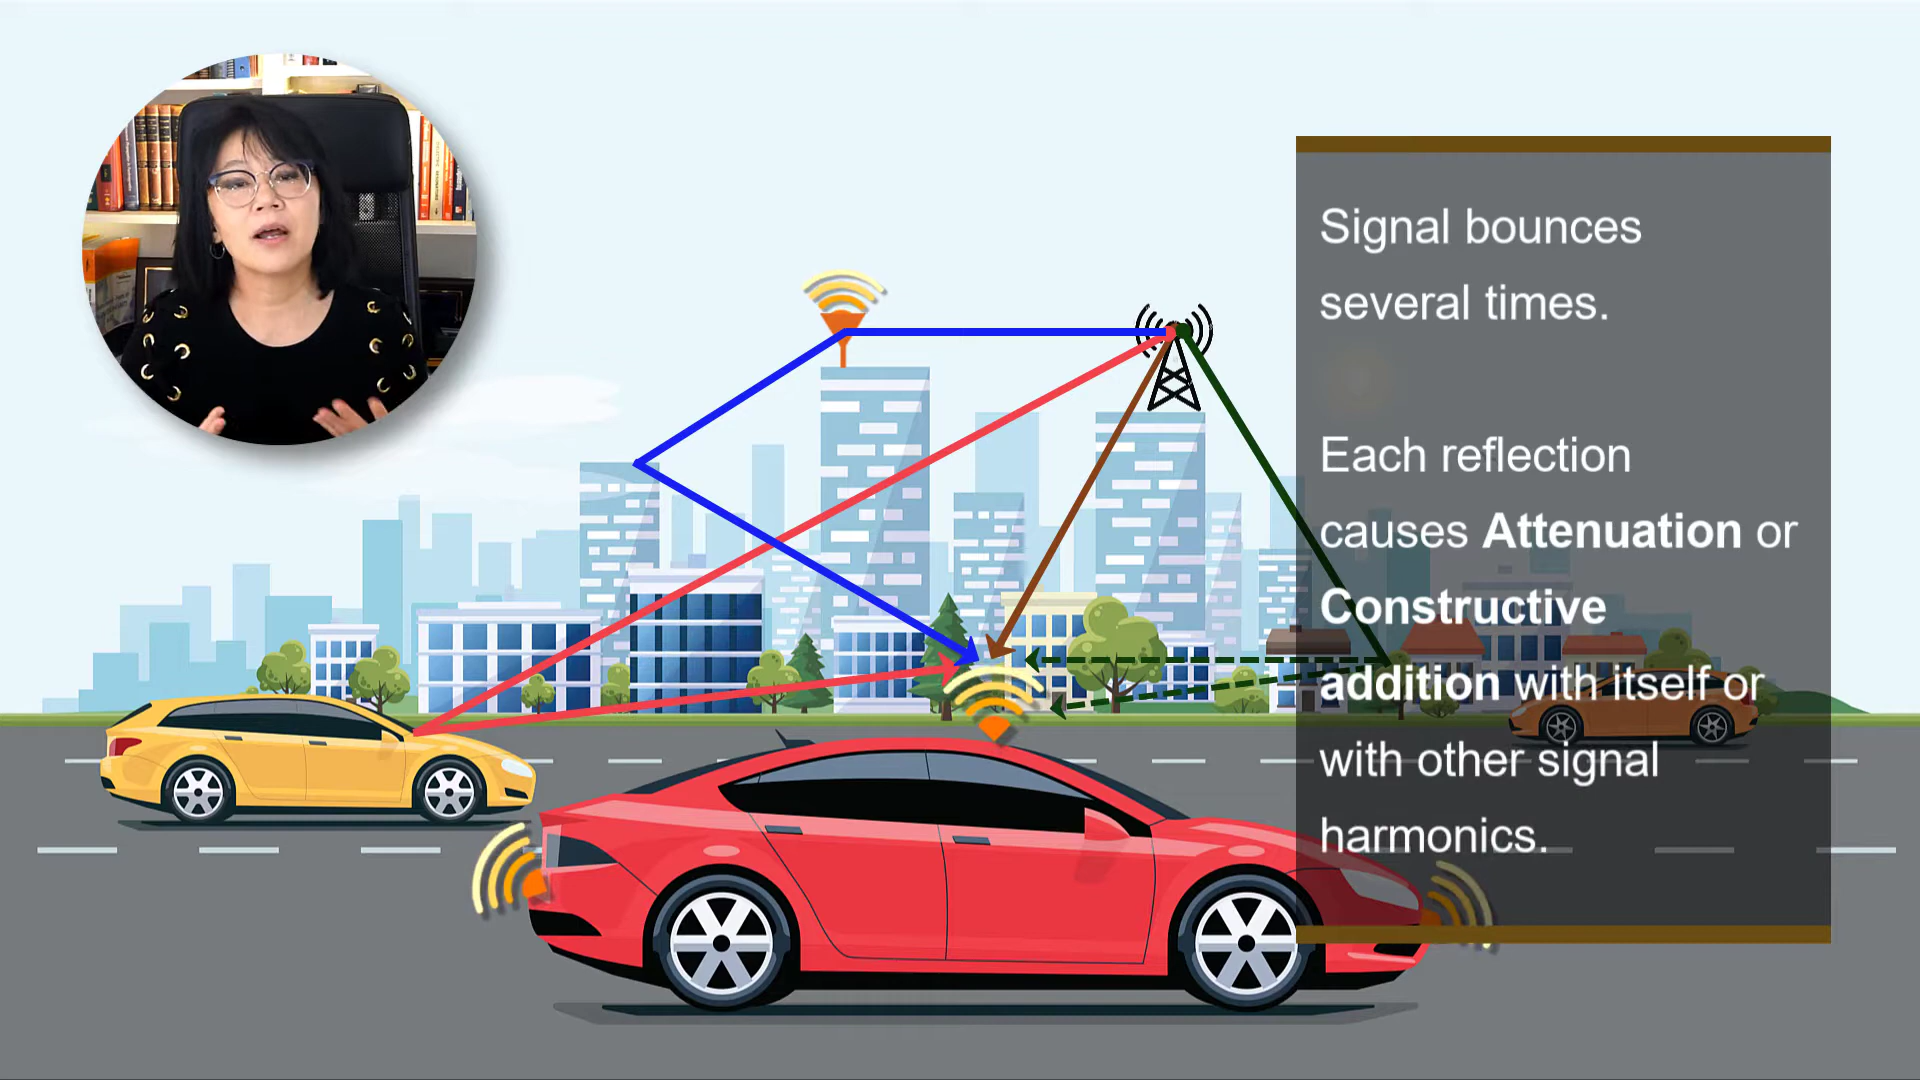 Signal bounces
several times.
Each reflection
causes Attenuation or
Constructive
addition with itself or
with other signal
harmonics.